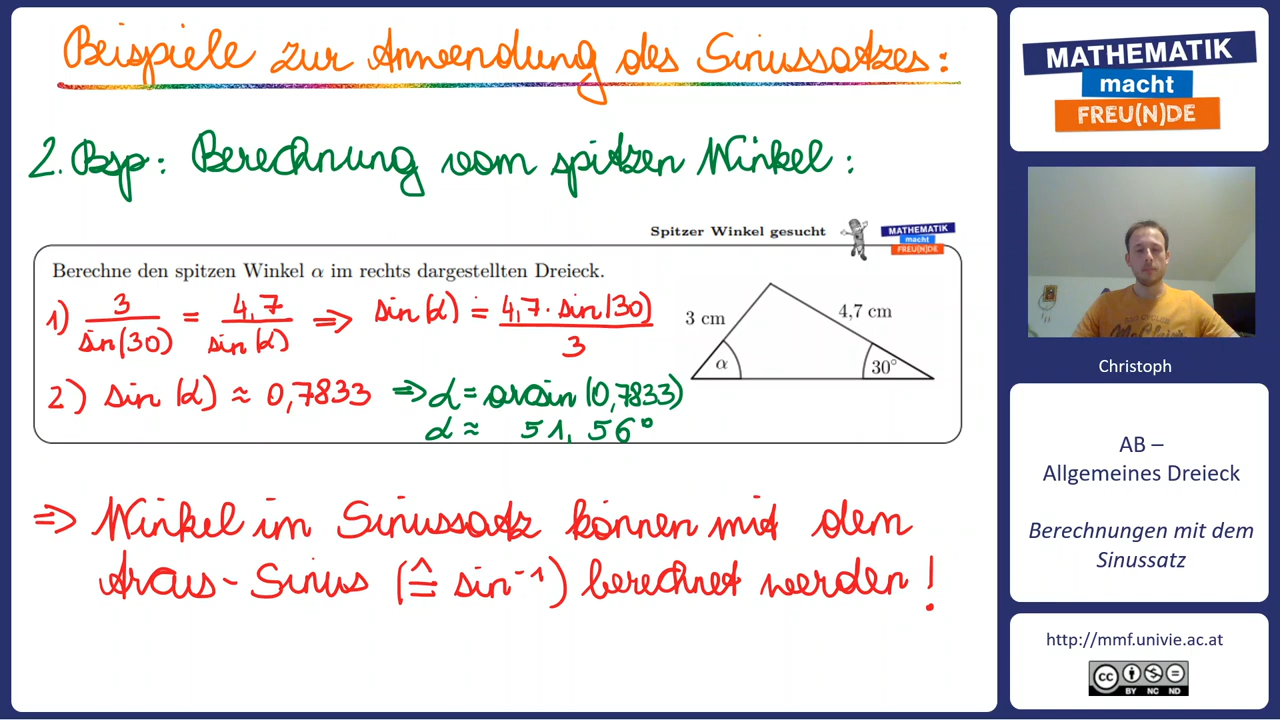 Beispiele zur Anwendung des Sinussatzes:
2. Bsp: Berechnung vom spitzen Winkel:
Spitzer Winkel gesucht
MATHEMATIK
macht
FREU(N)DE
Berechne den spitzen Winkel α im rechts dargestellten Dreieck.
1) 3/sin(30) = 4,7/sin(α) ⇒ sin(α) = 4,7·sin(30)/3
2) sin(α) ≈ 0,7833 ⇒ α = arcsin(0,7833)
α ≈ 51,56°
3 cm
4,7 cm
α
30°
⇒ Winkel im Sinussatz können mit dem
Arcus-Sinus (≙ sin⁻¹) berechnet werden!
MATHEMATIK
macht
FREU(N)DE
Christoph
AB –
Allgemeines Dreieck
Berechnungen mit dem
Sinussatz
http://mmf.univie.ac.at
cc
BY NC ND